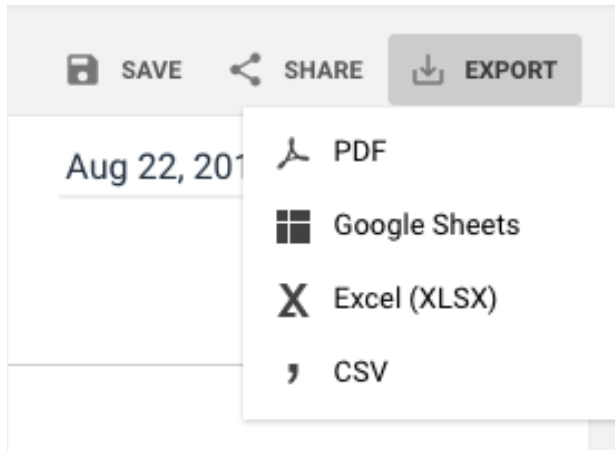 SAVE SHARE EXPORT
Aug 22, 201
PDF
Google Sheets
Excel (XLSX)
CSV